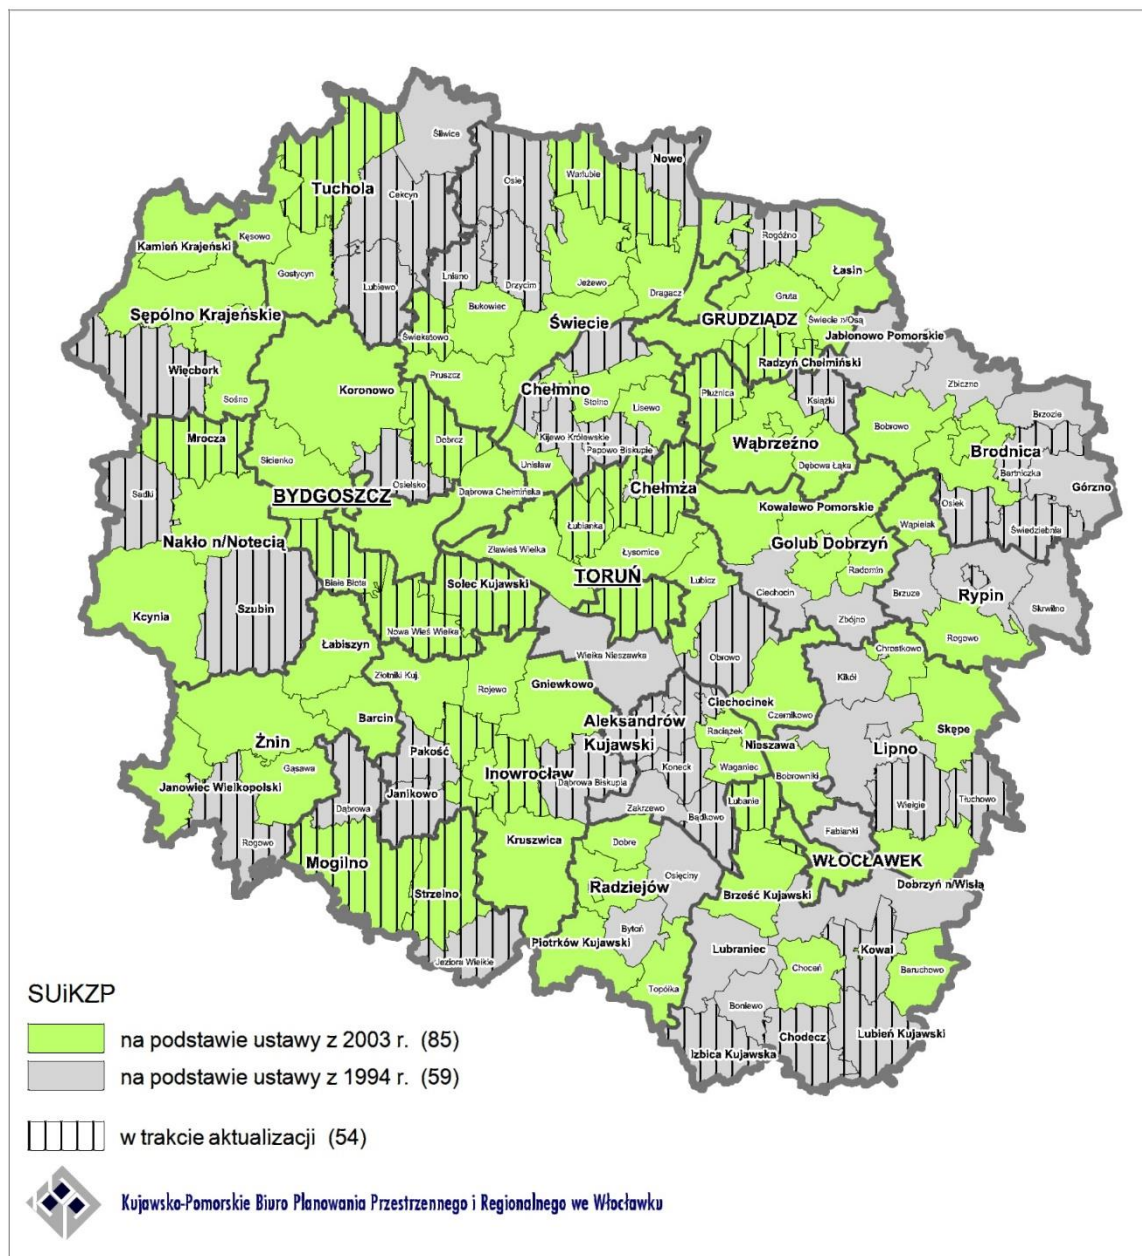 Śliwice
Nowe
Osie
Warlubie
Tuchola
Cekcyn
Rogóźno
Kęsowo
Kamień Krajeński
Łasin
Gostycyn
Lniano
Drzycim
Jeżewo
Lubiewo
Dragacz
Gruta
Bukowiec
Sępólno Krajeńskie
Świecie
GRUDZIĄDZ
Świecie n/Osą
Jabłonowo Pomorskie
Świekatowo
Radzyń Chełmiński
Więcbork
Pruszcz
Zbiczno
Koronowo
Chełmno
Płużnica
Książki
Sośno
Stolno
Lisewo
Brzozie
Bobrowo
Mrocza
Dobrcz
Kijewo Królewskie
Wąbrzeźno
Brodnica
Sicienko
Papowo Biskupie
Unisław
Bartniczka
Osielsko
Dębowa Łąka
Sadki
BYDGOSZCZ
Dąbrowa Chełmińska
Chełmża
Górzno
Kowalewo Pomorskie
Osiek
Łubianka
Wąpielsk
Świedziebnia
Nakło n/Notecią
Zławieś Wielka
Łysomice
Golub Dobrzyń
Radomin
Białe Błota
Solec Kujawski
TORUŃ
Lubicz
Ciechocin
Brzuze
Rypin
Szubin
Skrwilno
Kcynia
Zbójno
Nowa Wieś Wielka
Łabiszyn
Rogowo
Wielka Nieszawka
Obrowo
Chrostkowo
Złotniki Kuj.
Kikół
Rojewo
Gniewkowo
Ciechocinek
Barcin
Czernikowo
Aleksandrów
Kujawski
Raciążek
Skępe
Żnin
Nieszawa
Lipno
Pakość
Waganiec
Gąsawa
Inowrocław
Koneck
Bobrowniki
Janowiec Wielkopolski
Janikowo
Dąbrowa Biskupia
Tłuchowo
Dąbrowa
Zakrzewo
Lubanie
Wielgie
Bądkowo
Fabianki
Rogowo
Kruszwica
Dobre
Mogilno
WŁOCŁAWEK
Osięciny
Radziejów
Dobrzyń n/Wisłą
Strzelno
Brześć Kujawski
Bytoń
Piotrków Kujawski
Lubraniec
Kowal
Jeziora Wielkie
Choceń
Baruchowo
Topólka
Boniewo
Chodecz
Lubień Kujawski
Izbica Kujawska
SUiKZP
na podstawie ustawy z 2003 r. (85)
na podstawie ustawy z 1994 r. (59)
w trakcie aktualizacji (54)
Kujawsko-Pomorskie Biuro Planowania Przestrzennego i Regionalnego we Włocławku